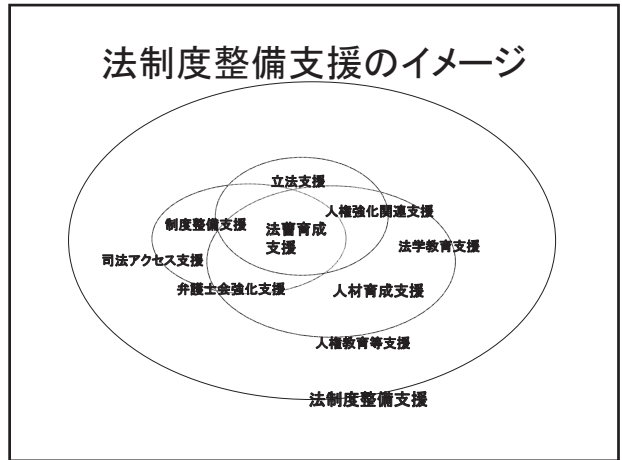 法制度整備支援のイメージ
立法支援
人権強化関連支援
制度整備支援
法曹育成
支援
法学教育支援
司法アクセス支援
弁護士会強化支援
人材育成支援
人権教育等支援
法制度整備支援